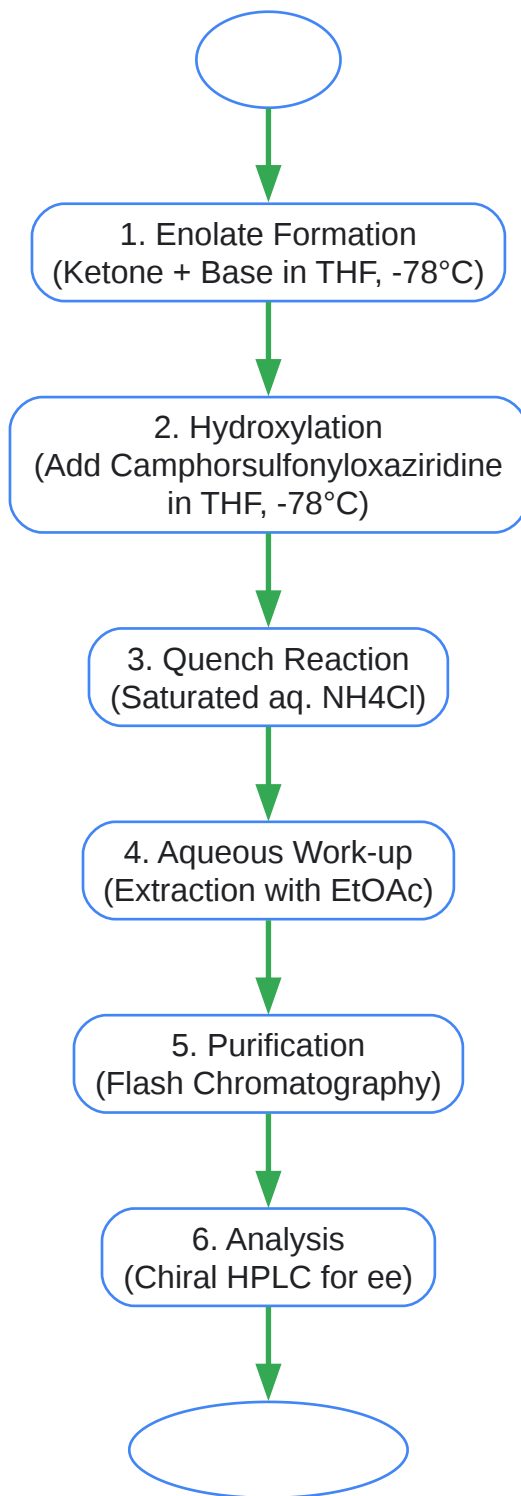 1. Enolate Formation
(Ketone + Base in THF, -78°C)
2. Hydroxylation
(Add Camphorsulfonyloxaziridine
in THF, -78°C)
3. Quench Reaction
(Saturated aq. NH4Cl)
4. Aqueous Work-up
(Extraction with EtOAc)
5. Purification
(Flash Chromatography)
6. Analysis
(Chiral HPLC for ee)